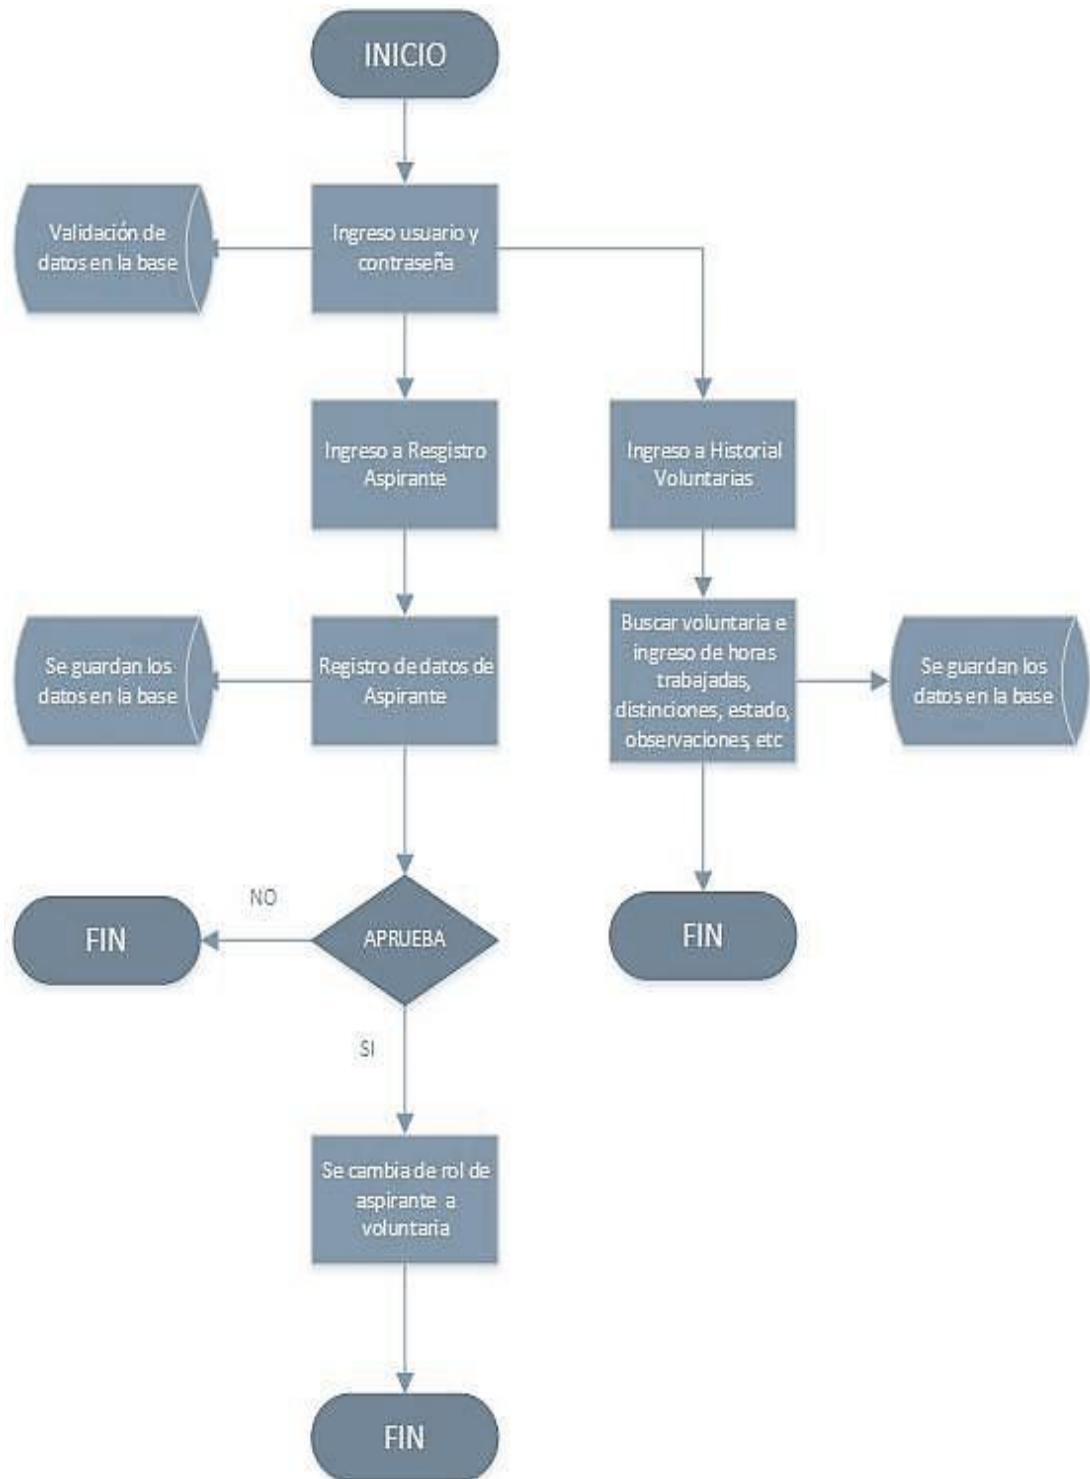 INICIO
Validación de
datos en la base
Ingreso usuario y
contraseña
Ingreso a Resgistro
Aspirante
Ingreso a Historial
Voluntarias
Se guardan los
datos en la base
Registro de datos de
Aspirante
Buscar voluntaria e
ingreso de horas
trabajadas,
distinciones, estado,
observaciones, etc
Se guardan los
datos en la base
NO
FIN
APRUEBA
FIN
SI
Se cambia de rol de
aspirante a
voluntaria
FIN